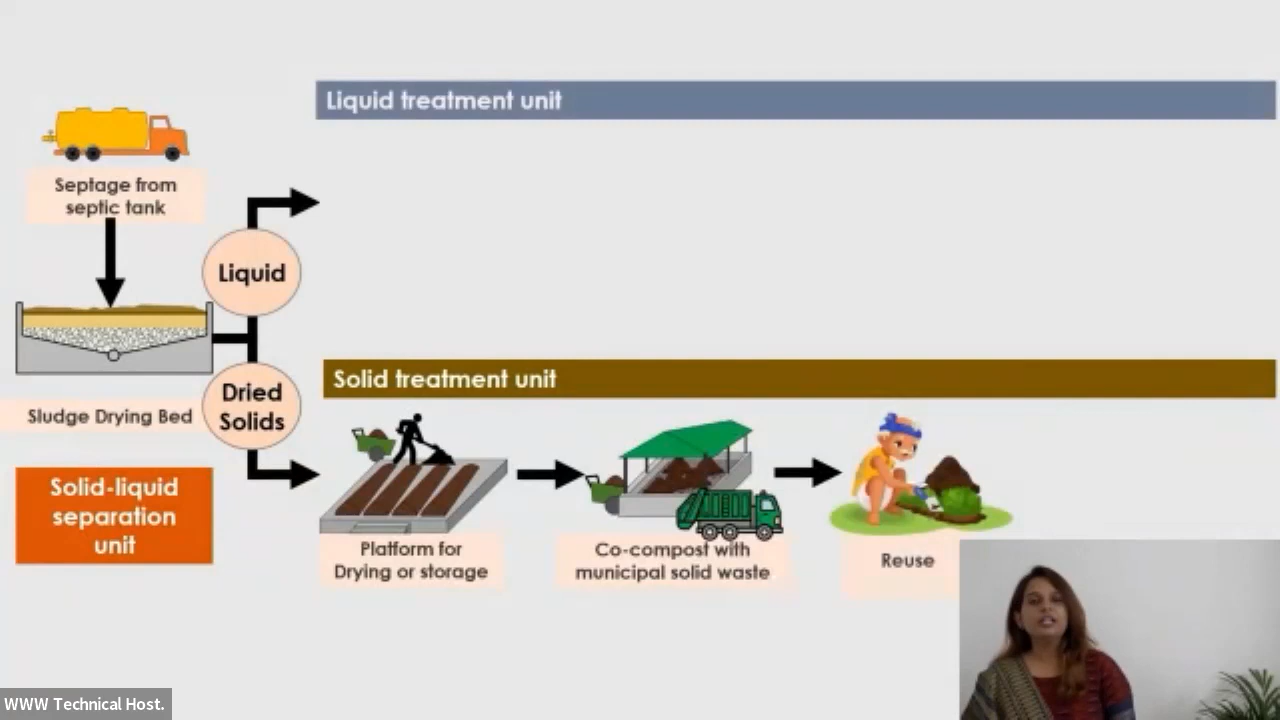 Liquid treatment unit
Septage from
septic tank
Liquid
Solid treatment unit
Dried
Solids
Sludge Drying Bed
Solid-liquid
separation
unit
Platform for
Drying or storage
Co-compost with
municipal solid waste
Reuse
WWW Technical Host.